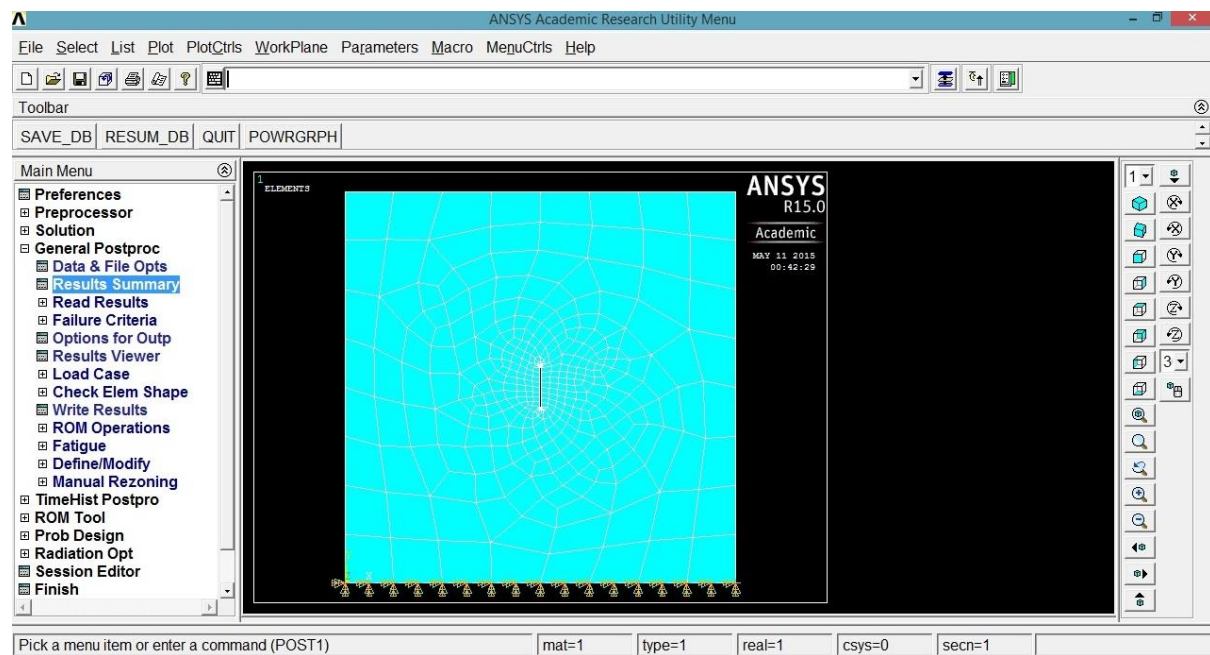 ANSYS Academic Research Utility Menu
File Select List Plot PlotCtrls WorkPlane Parameters Macro MenuCtrls Help
Toolbar
SAVE_DB RESUM_DB QUIT POWRGRPH
Main Menu
Preferences
Preprocessor
Solution
General Postproc
Data & File Opts
Results Summary
Read Results
Failure Criteria
Options for Outp
Results Viewer
Load Case
Check Elem Shape
Write Results
ROM Operations
Fatigue
Define/Modify
Manual Rezoning
TimeHist Postpro
ROM Tool
Prob Design
Radiation Opt
Session Editor
Finish
1
ELEMENTS
ANSYS
R15.0
Academic
MAY 11 2015
00:42:29
1
3
Pick a menu item or enter a command (POST1) mat=1 type=1 real=1 csys=0 secn=1